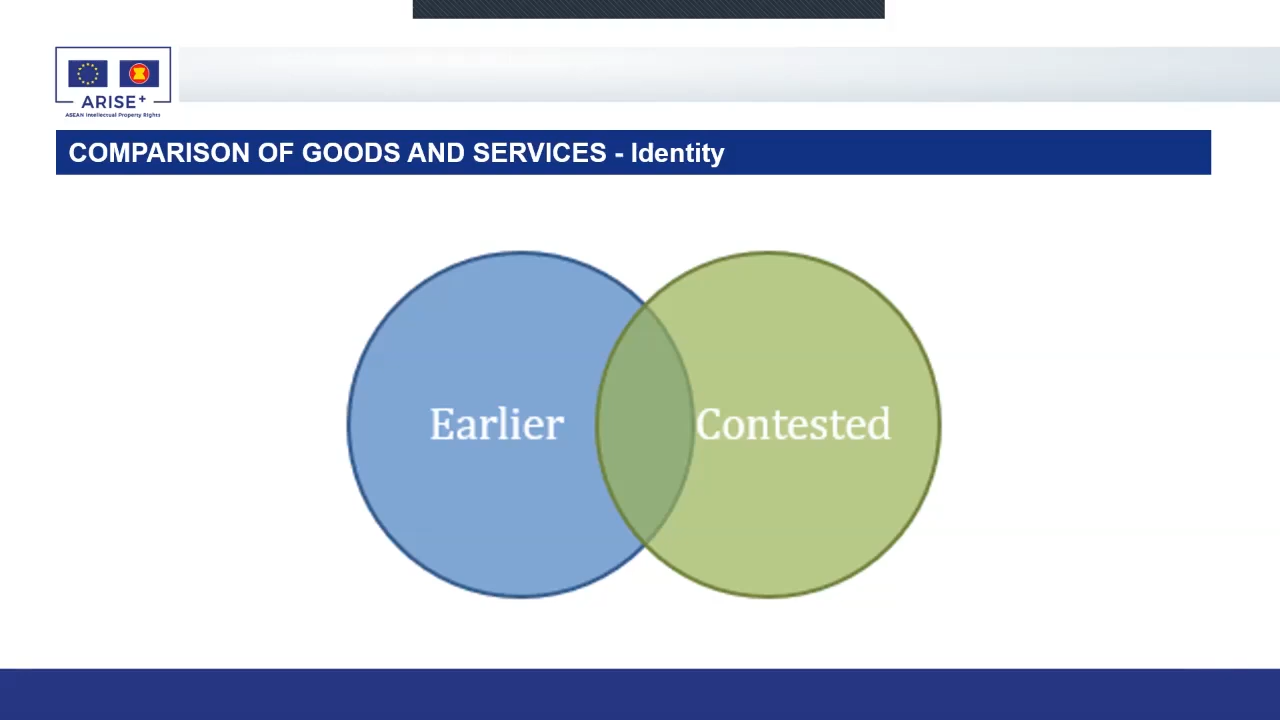 ARISE+
ASEAN Intellectual Property Rights
COMPARISON OF GOODS AND SERVICES - Identity
Earlier
Contested